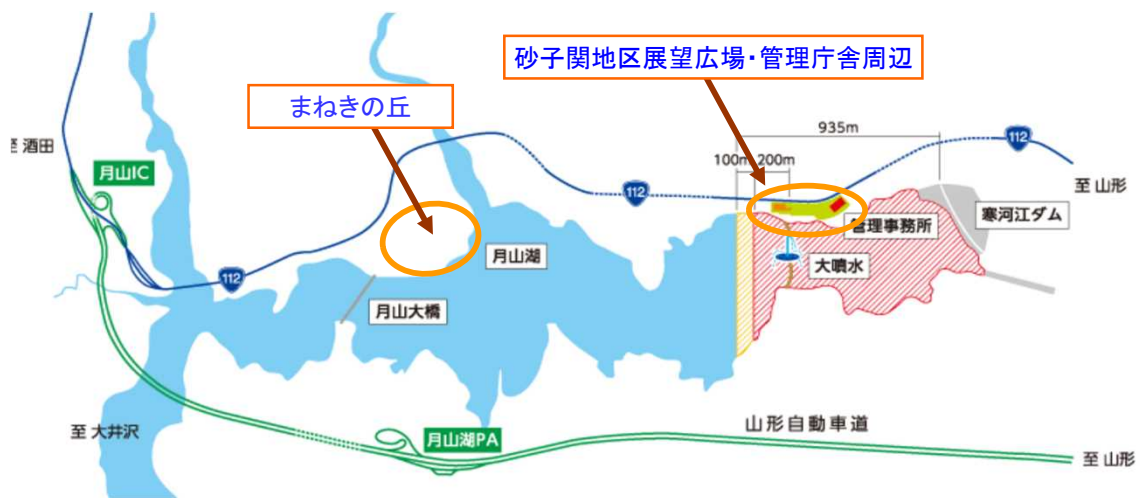 砂子関地区展望広場・管理庁舎周辺
まねきの丘
935m
100m
200m
112
至 酒田
月山IC
112
至 山形
寒河江ダム
管理事務所
月山湖
大噴水
112
月山大橋
至 大井沢
月山湖PA
山形自動車道
至 山形